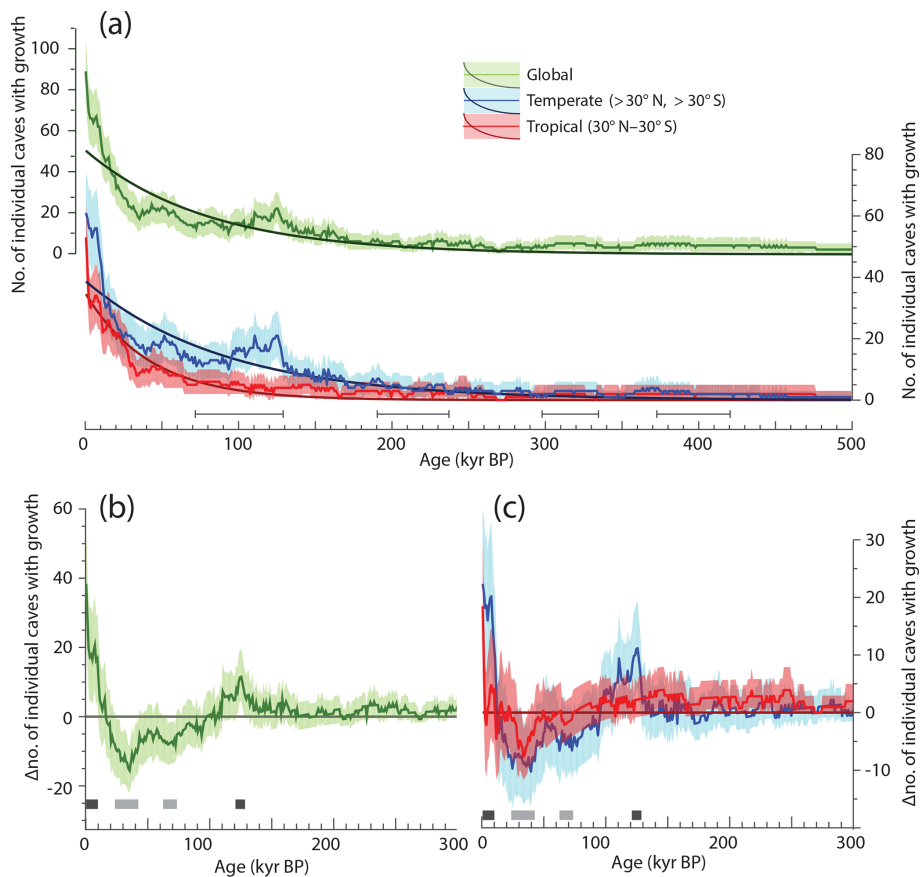 (a)
No. of individual caves with growth
100
80
60
40
20
0
Global
Temperate (>30° N, >30° S)
Tropical (30° N–30° S)
80
60
40
20
0
No. of individual caves with growth
0
100
200
300
400
500
Age (kyr BP)
(b)
Δno. of individual caves with growth
60
40
20
0
-20
0
100
200
300
Age (kyr BP)
(c)
30
20
10
0
-10
Δno. of individual caves with growth
0
100
200
300
Age (kyr BP)